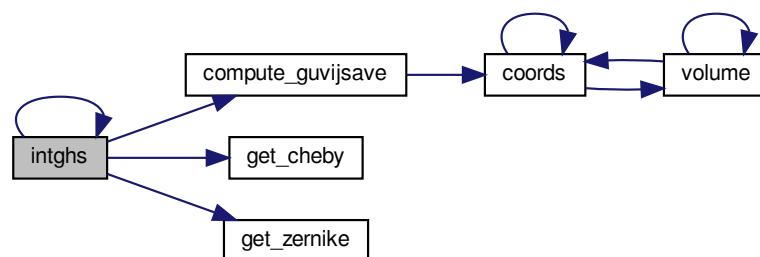 intghs
compute_guvijsave
get_cheby
get_zernike
coords
volume